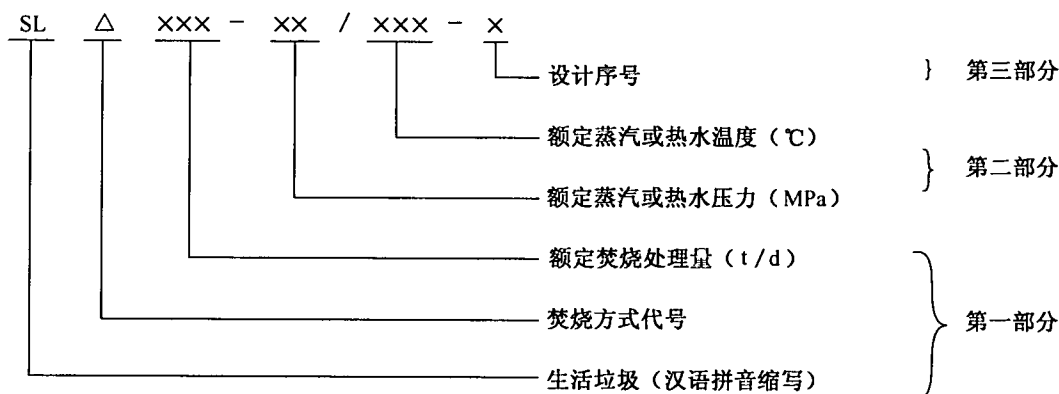 SL △ ××× - ×× / ××× - ×
设计序号 } 第三部分
额定蒸汽或热水温度（℃）
} 第二部分
额定蒸汽或热水压力（MPa）
额定焚烧处理量（t/d）
焚烧方式代号 } 第一部分
生活垃圾（汉语拼音缩写）